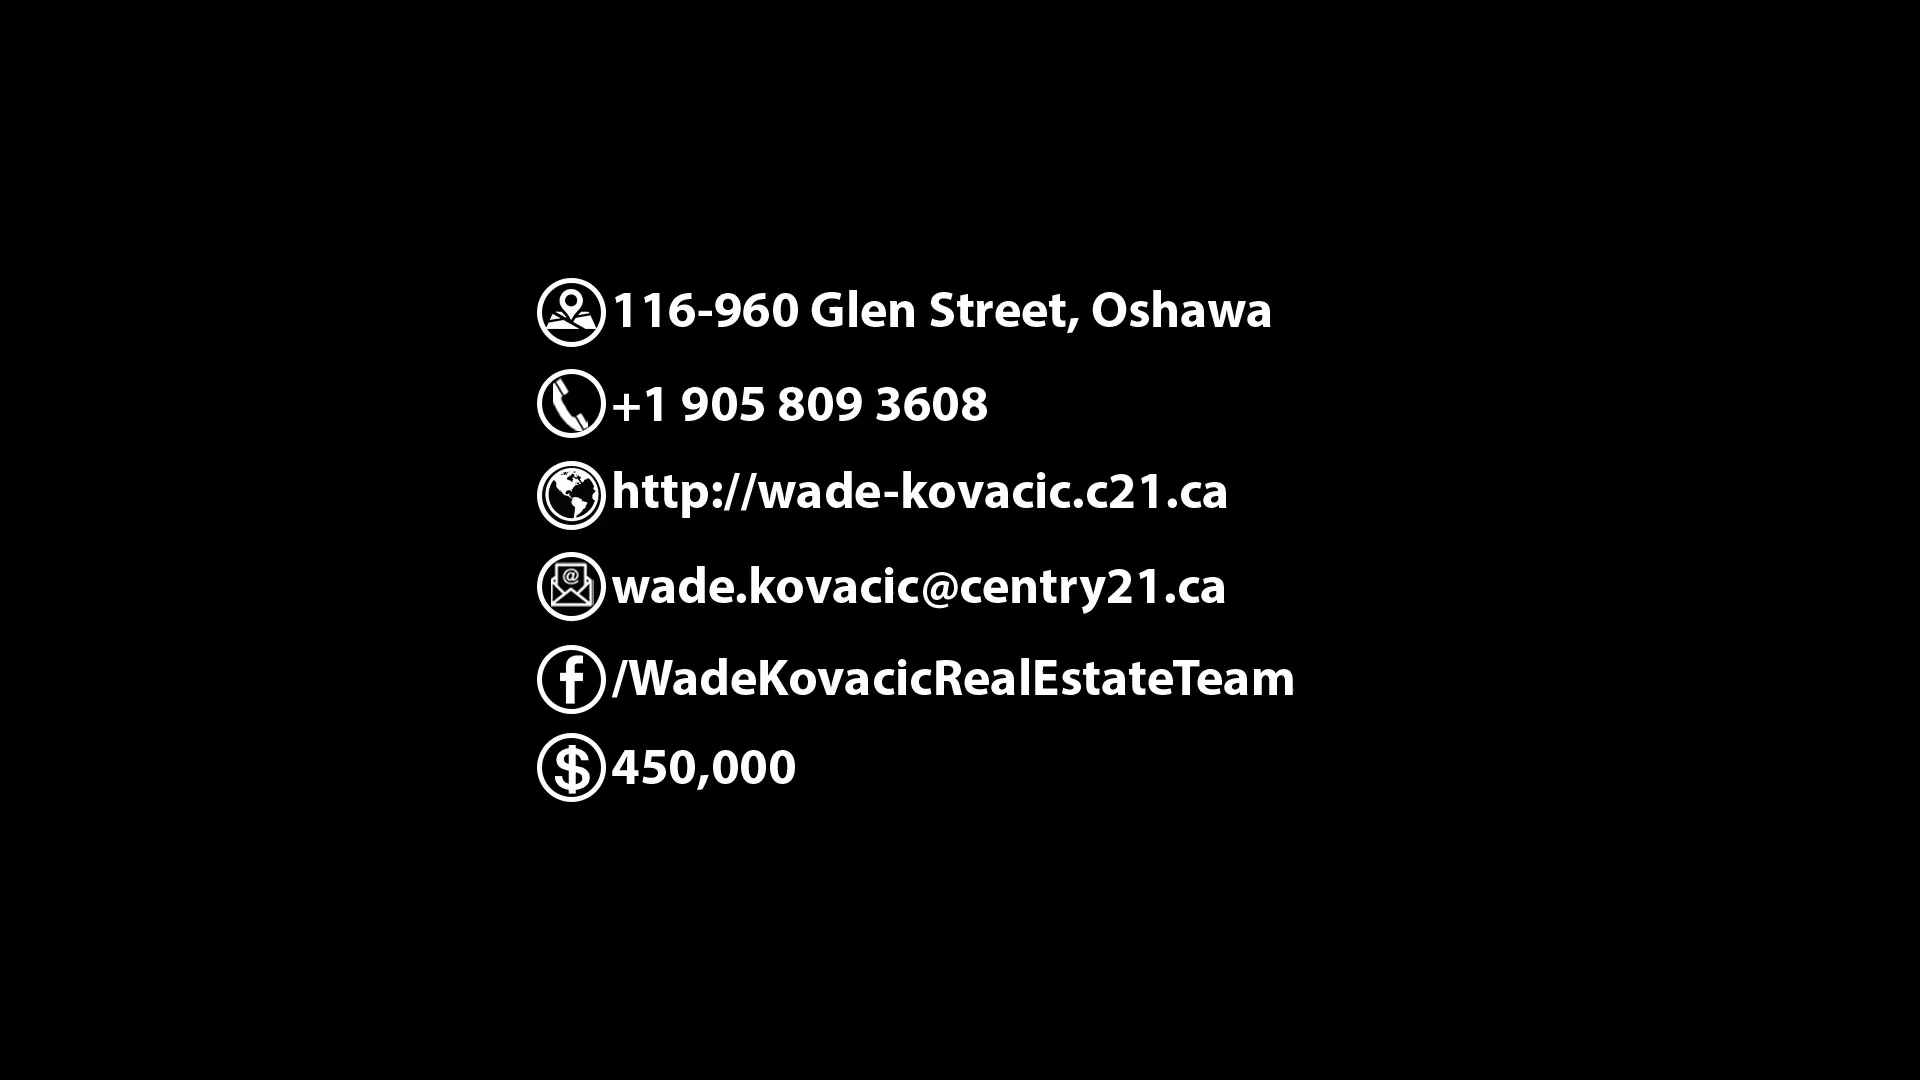 116-960 Glen Street, Oshawa
+1 905 809 3608
http://wade-kovacic.c21.ca
wade.kovacic@centry21.ca
/WadeKovacicRealEstateTeam
$450,000